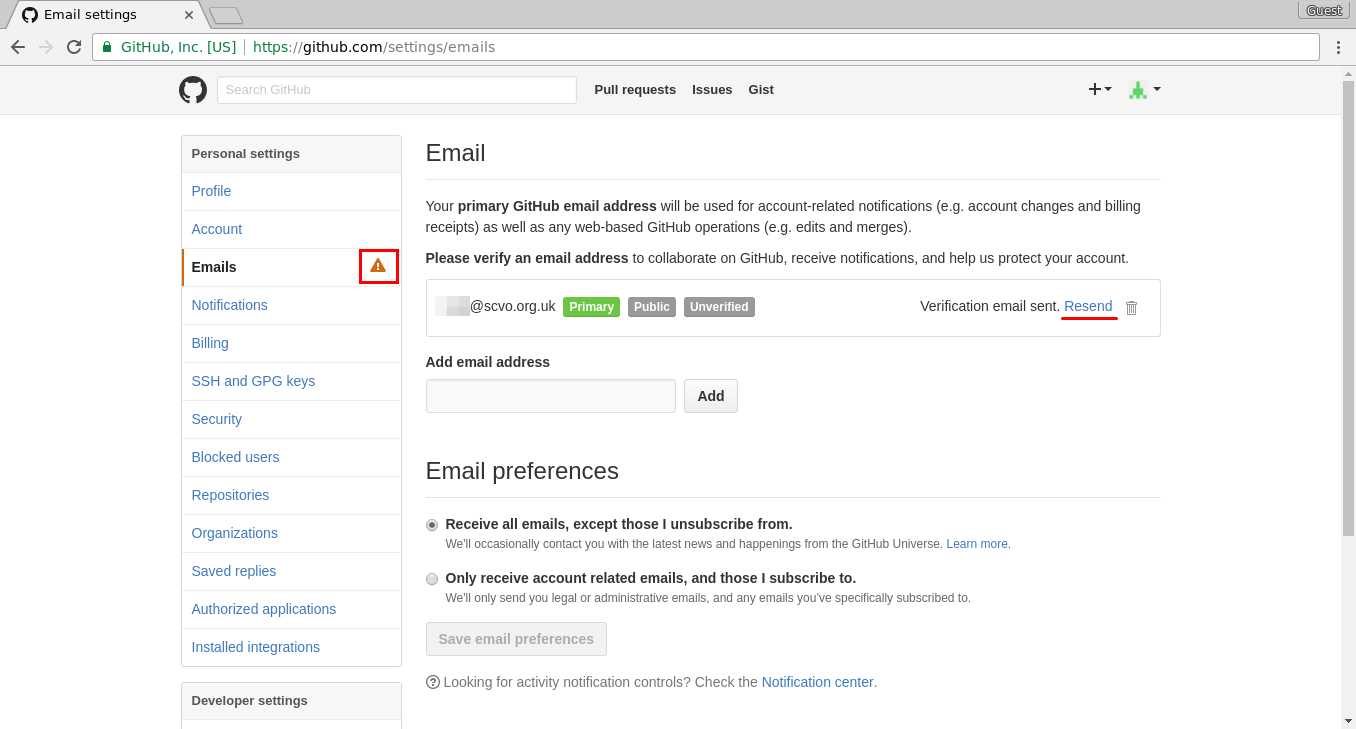 Email settings
Guest
GitHub, Inc. [US] https://github.com/settings/emails
Search GitHub
Pull requests Issues Gist
Personal settings
Profile
Account
Emails
Notifications
Billing
SSH and GPG keys
Security
Blocked users
Repositories
Organizations
Saved replies
Authorized applications
Installed integrations
Developer settings
Email
Your primary GitHub email address will be used for account-related notifications (e.g. account changes and billing
receipts) as well as any web-based GitHub operations (e.g. edits and merges).
Please verify an email address to collaborate on GitHub, receive notifications, and help us protect your account.
@scvo.org.uk Primary Public Unverified Verification email sent. Resend
Add email address
Add
Email preferences
Receive all emails, except those I unsubscribe from.
We'll occasionally contact you with the latest news and happenings from the GitHub Universe. Learn more.
Only receive account related emails, and those I subscribe to.
We'll only send you legal or administrative emails, and any emails you’ve specifically subscribed to.
Save email preferences
Looking for activity notification controls? Check the Notification center.